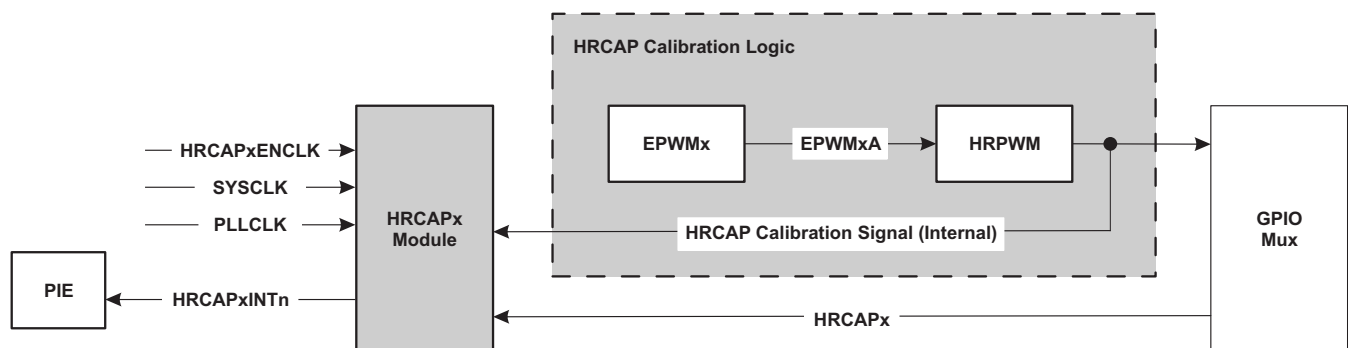 HRCAP Calibration Logic
EPWMx
EPWMxA
HRPWM
HRCAPxENCLK
SYSCLK
PLLCLK
HRCAPx
Module
HRCAP Calibration Signal (Internal)
GPIO
Mux
PIE
HRCAPxINTn
HRCAPx